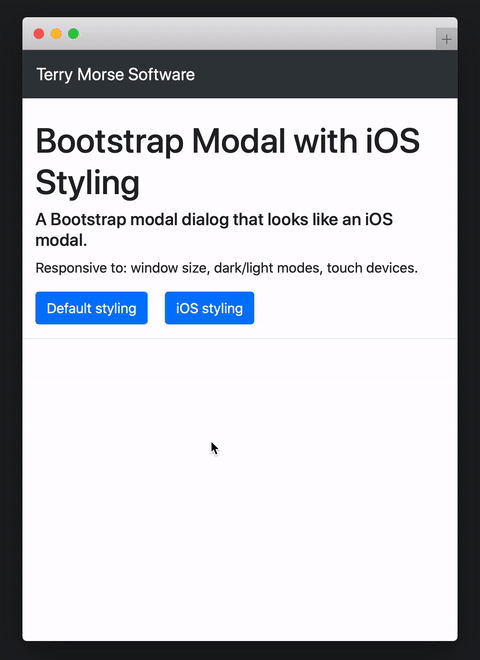 Terry Morse Software
Bootstrap Modal with iOS
Styling
A Bootstrap modal dialog that looks like an iOS
modal.
Responsive to: window size, dark/light modes, touch devices.
Default styling
iOS styling